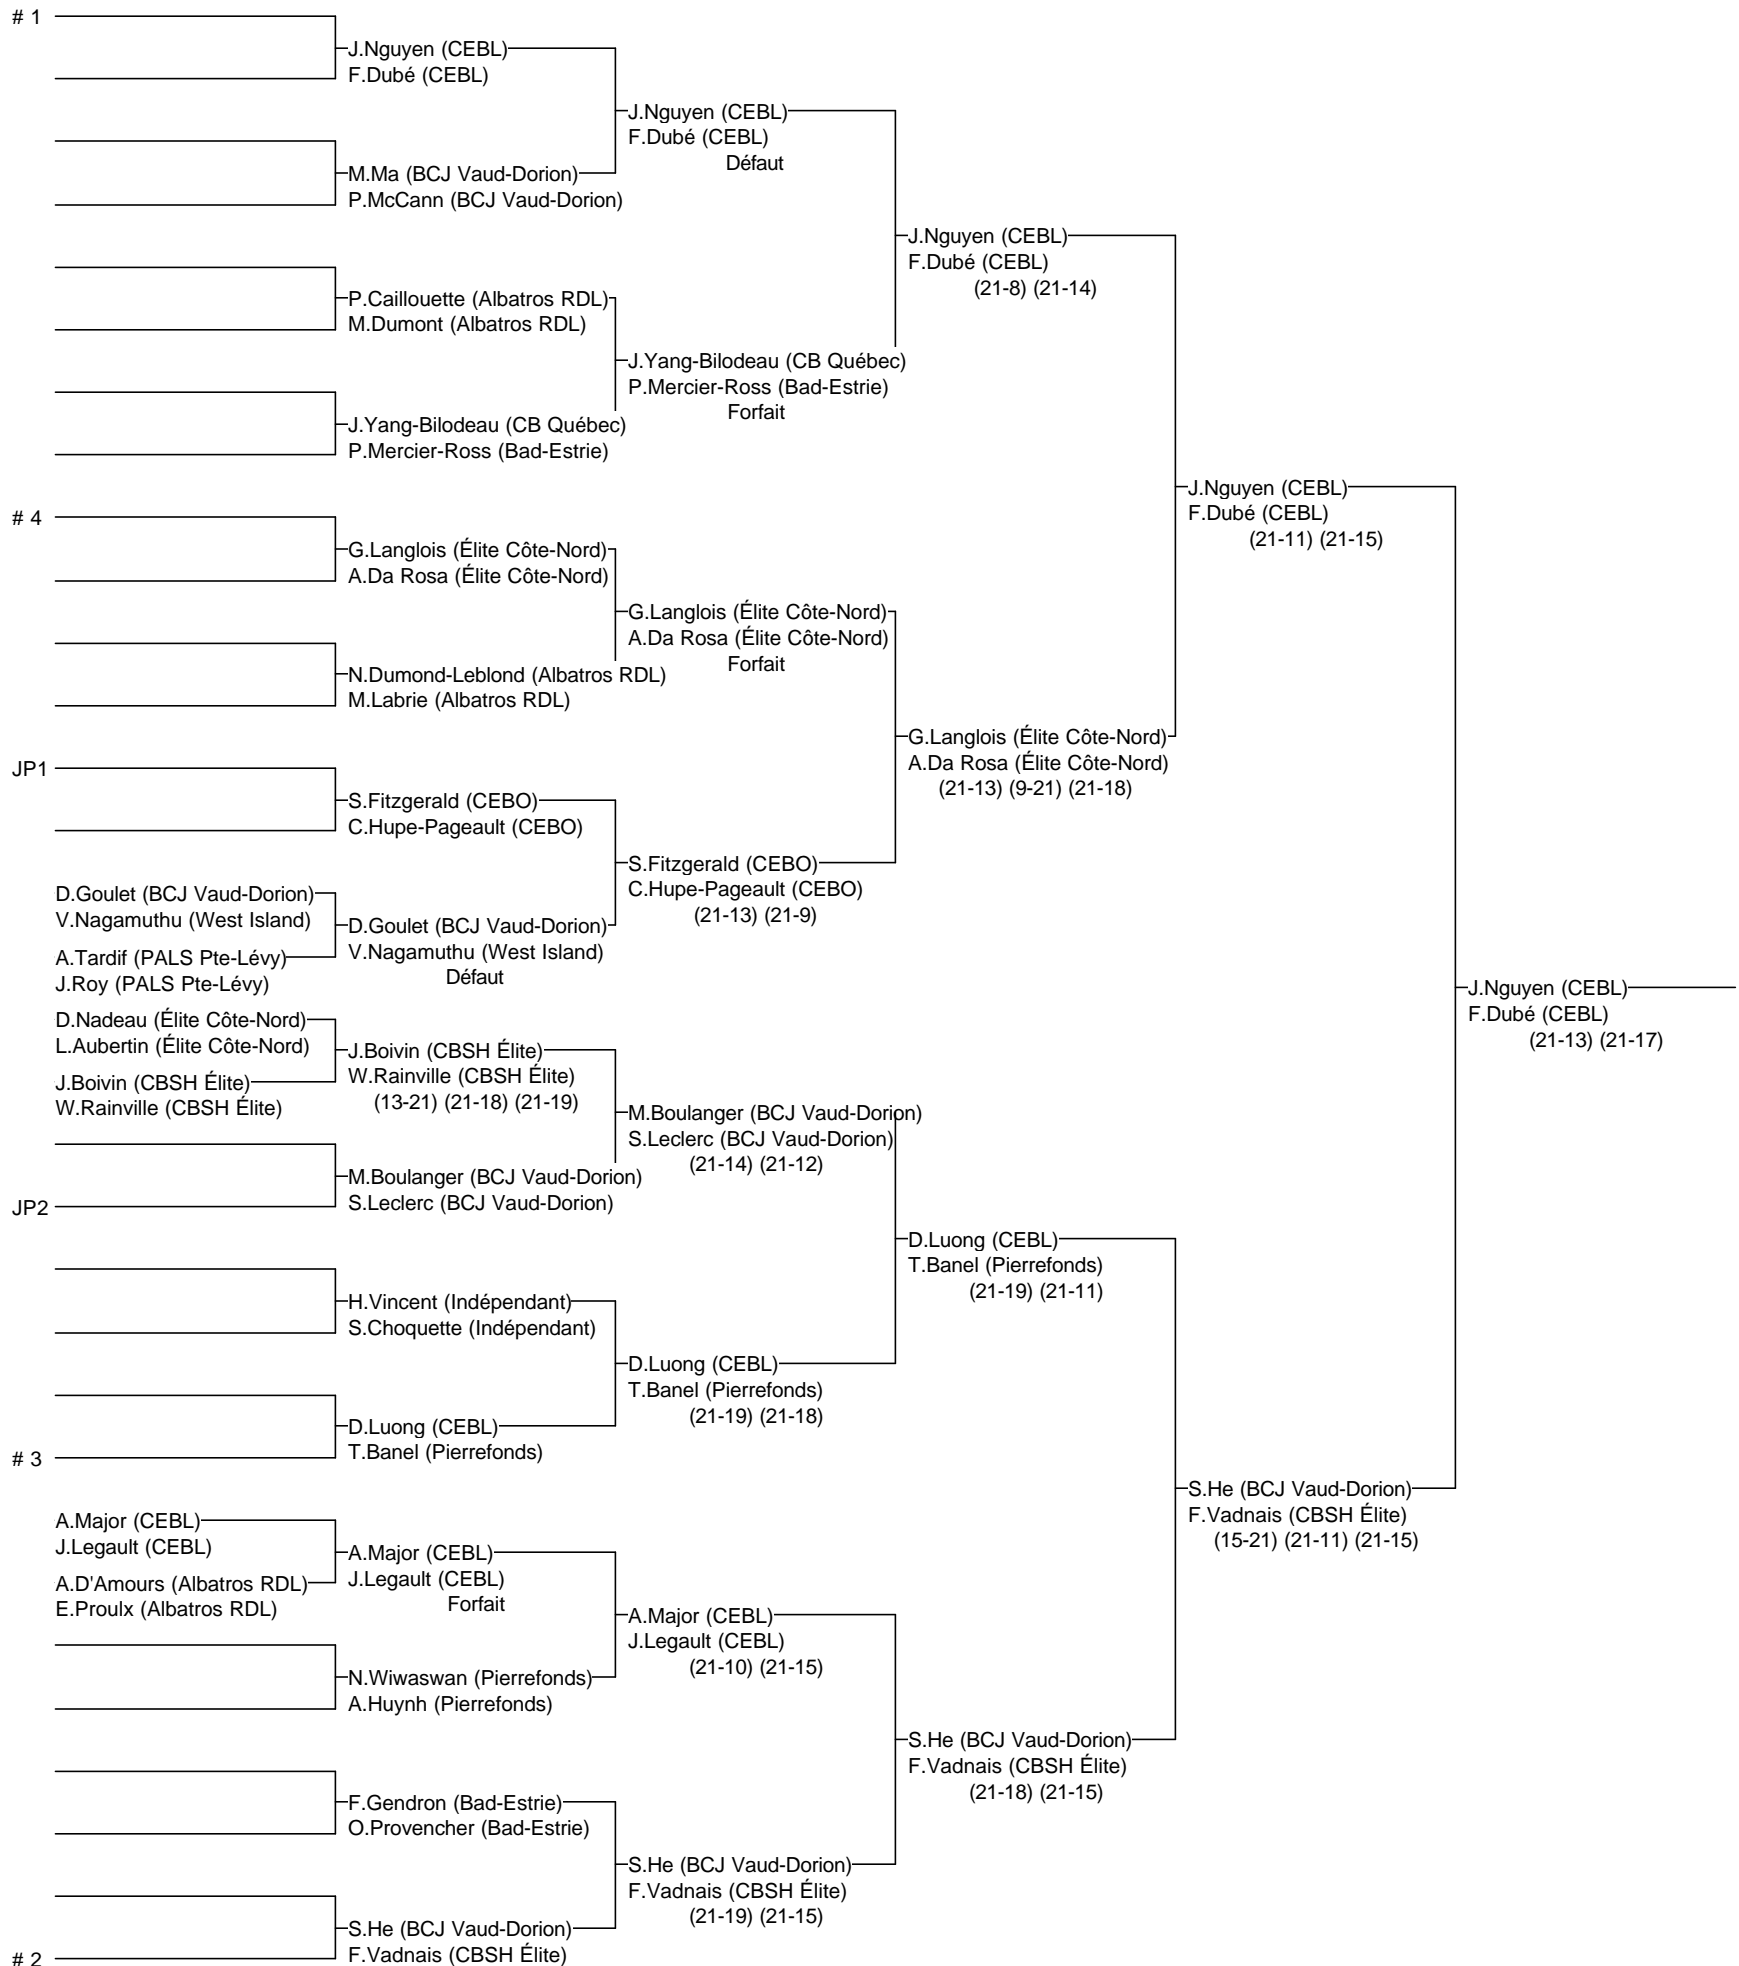 # 1
J.Nguyen (CEBL)
F.Dubé (CEBL)
J.Nguyen (CEBL)
F.Dubé (CEBL)
Défaut
M.Ma (BCJ Vaud-Dorion)
P.McCann (BCJ Vaud-Dorion)
J.Nguyen (CEBL)
F.Dubé (CEBL)
(21-8) (21-14)
P.Caillouette (Albatros RDL)
M.Dumont (Albatros RDL)
J.Yang-Bilodeau (CB Québec)
P.Mercier-Ross (Bad-Estrie)
Forfait
J.Yang-Bilodeau (CB Québec)
P.Mercier-Ross (Bad-Estrie)
J.Nguyen (CEBL)
F.Dubé (CEBL)
(21-11) (21-15)
# 4
G.Langlois (Élite Côte-Nord)
A.Da Rosa (Élite Côte-Nord)
G.Langlois (Élite Côte-Nord)
A.Da Rosa (Élite Côte-Nord)
Forfait
N.Dumond-Leblond (Albatros RDL)
M.Labrie (Albatros RDL)
G.Langlois (Élite Côte-Nord)
A.Da Rosa (Élite Côte-Nord)
(21-13) (9-21) (21-18)
JP1
S.Fitzgerald (CEBO)
C.Hupe-Pageault (CEBO)
S.Fitzgerald (CEBO)
C.Hupe-Pageault (CEBO)
(21-13) (21-9)
D.Goulet (BCJ Vaud-Dorion)
V.Nagamuthu (West Island)
D.Goulet (BCJ Vaud-Dorion)
V.Nagamuthu (West Island)
Défaut
A.Tardif (PALS Pte-Lévy)
J.Roy (PALS Pte-Lévy)
J.Nguyen (CEBL)
F.Dubé (CEBL)
(21-13) (21-17)
D.Nadeau (Élite Côte-Nord)
L.Aubertin (Élite Côte-Nord)
J.Boivin (CBSH Élite)
W.Rainville (CBSH Élite)
(13-21) (21-18) (21-19)
J.Boivin (CBSH Élite)
W.Rainville (CBSH Élite)
M.Boulanger (BCJ Vaud-Dorion)
S.Leclerc (BCJ Vaud-Dorion)
(21-14) (21-12)
M.Boulanger (BCJ Vaud-Dorion)
S.Leclerc (BCJ Vaud-Dorion)
JP2
D.Luong (CEBL)
T.Banel (Pierrefonds)
(21-19) (21-11)
H.Vincent (Indépendant)
S.Choquette (Indépendant)
D.Luong (CEBL)
T.Banel (Pierrefonds)
(21-19) (21-18)
D.Luong (CEBL)
T.Banel (Pierrefonds)
# 3
S.He (BCJ Vaud-Dorion)
F.Vadnais (CBSH Élite)
(15-21) (21-11) (21-15)
A.Major (CEBL)
J.Legault (CEBL)
A.Major (CEBL)
J.Legault (CEBL)
Forfait
A.D'Amours (Albatros RDL)
E.Proulx (Albatros RDL)
A.Major (CEBL)
J.Legault (CEBL)
(21-10) (21-15)
N.Wiwaswan (Pierrefonds)
A.Huynh (Pierrefonds)
S.He (BCJ Vaud-Dorion)
F.Vadnais (CBSH Élite)
(21-18) (21-15)
F.Gendron (Bad-Estrie)
O.Provencher (Bad-Estrie)
S.He (BCJ Vaud-Dorion)
F.Vadnais (CBSH Élite)
(21-19) (21-15)
S.He (BCJ Vaud-Dorion)
F.Vadnais (CBSH Élite)
# 2